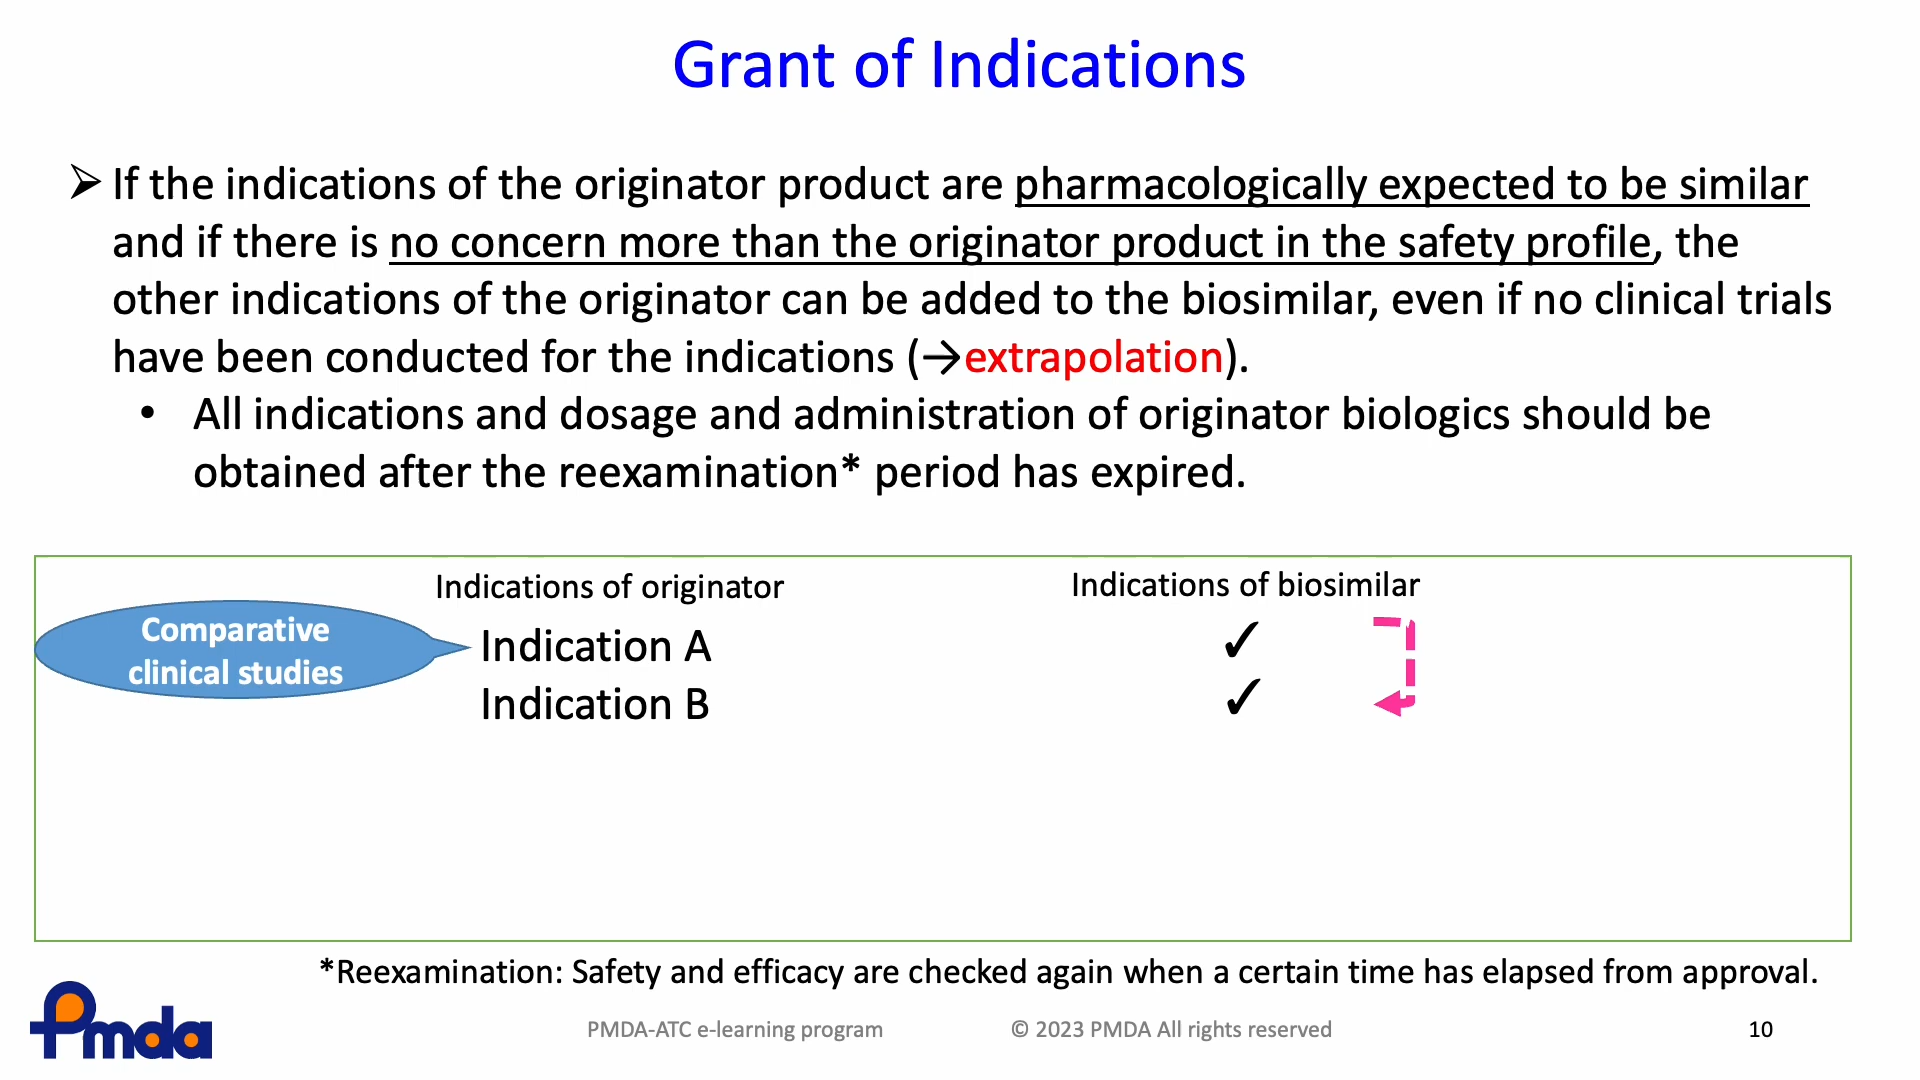 Grant of Indications
➢ If the indications of the originator product are pharmacologically expected to be similar
and if there is no concern more than the originator product in the safety profile, the
other indications of the originator can be added to the biosimilar, even if no clinical trials
have been conducted for the indications (→extrapolation).
• All indications and dosage and administration of originator biologics should be
obtained after the reexamination* period has expired.
Indications of originator
Indications of biosimilar
Comparative
clinical studies
Indication A ✓
Indication B ✓
*Reexamination: Safety and efficacy are checked again when a certain time has elapsed from approval.
Pmda
PMDA-ATC e-learning program
© 2023 PMDA All rights reserved
10